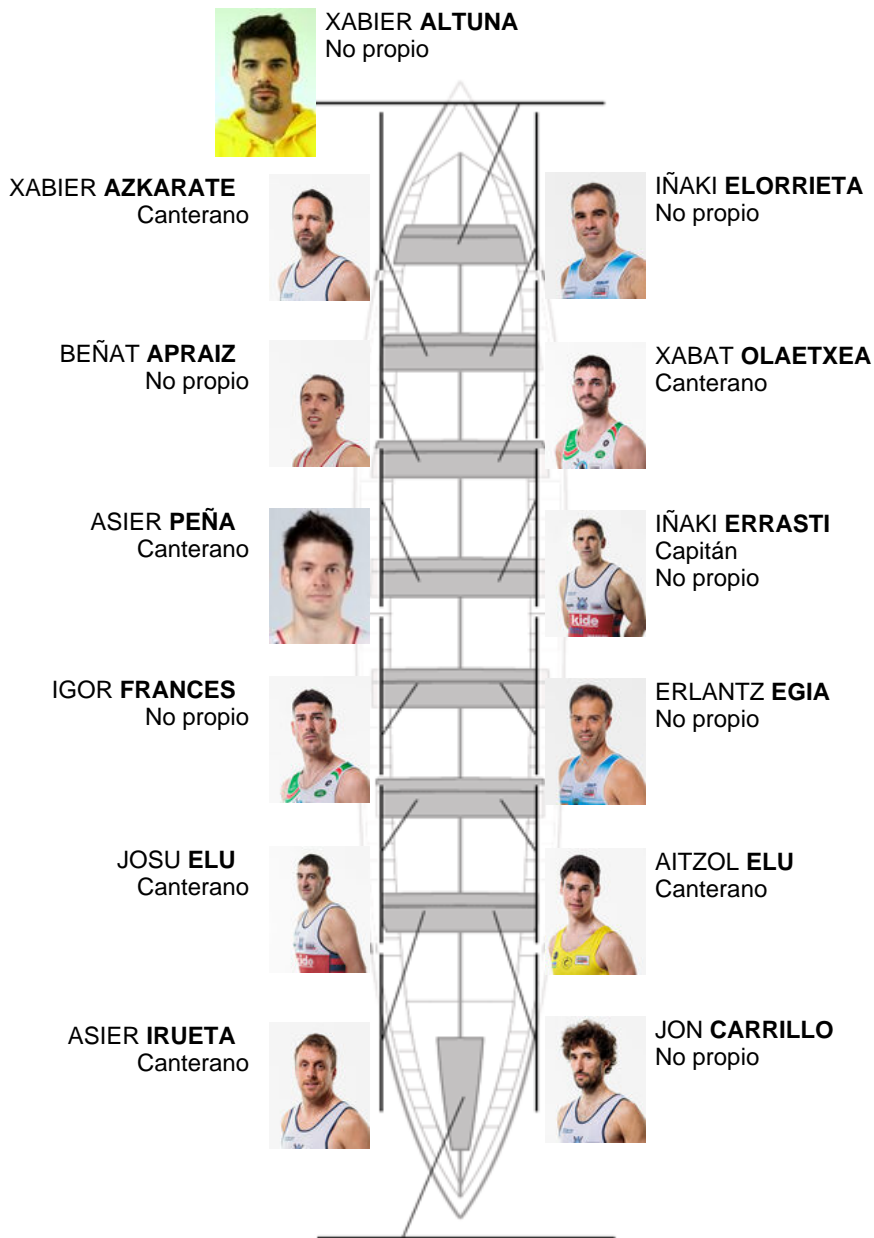 XABIER ALTUNA
No propio
XABIER AZKARATE
Canterano
IÑAKI ELORRIETA
No propio
BEÑAT APRAIZ
No propio
XABAT OLAETXEA
Canterano
ASIER PEÑA
Canterano
IÑAKI ERRASTI
Capitán
No propio
kide
IGOR FRANCES
No propio
ERLANTZ EGIA
No propio
JOSU ELU
Canterano
kide
AITZOL ELU
Canterano
ASIER IRUETA
Canterano
JON CARRILLO
No propio